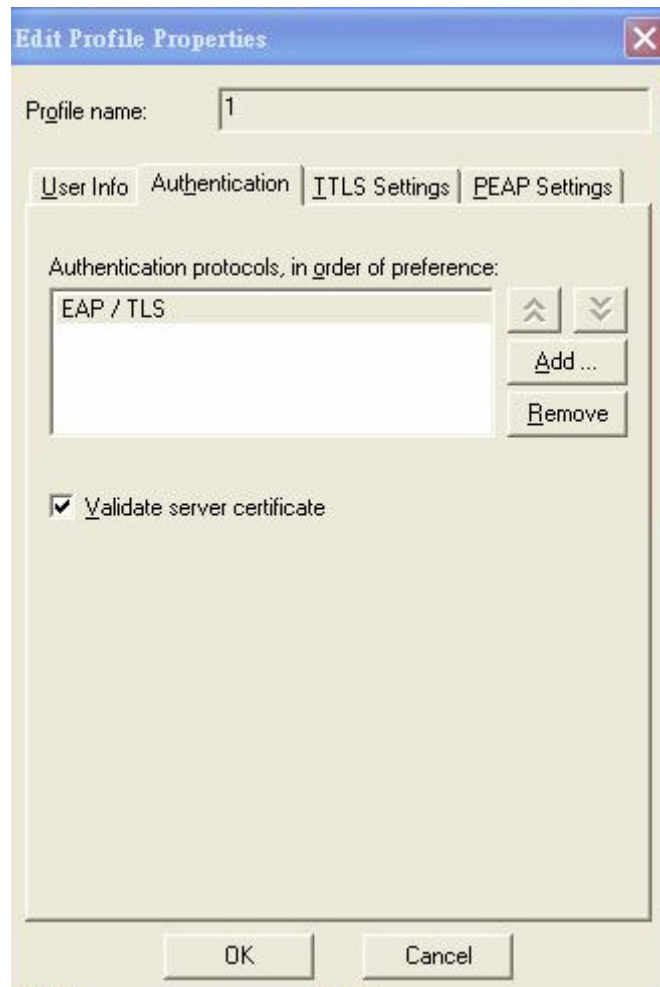 Edit Profile Properties
Profile name: 1
User Info Authentication TTLS Settings PEAP Settings
Authentication protocols, in order of preference:
EAP / TLS
Add ...
Remove
Validate server certificate
OK Cancel